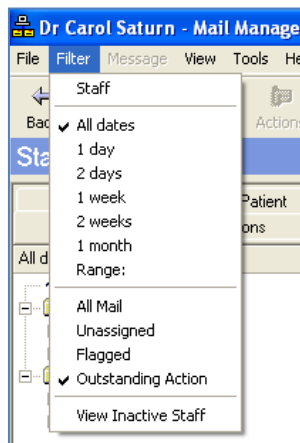 Dr Carol Saturn - Mail Manage
File Filter Message View Tools He
Staff
Bac
Action
All dates
Sta
1 day
2 days
1 week
Patient
2 weeks
ons
1 month
All d
Range:
All Mail
Unassigned
Flagged
Outstanding Action
View Inactive Staff